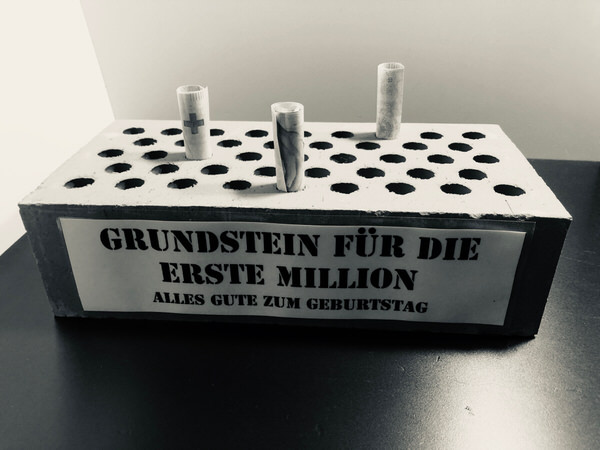 GRUNDSTEIN FÜR DIE
ERSTE MILLION
ALLES GUTE ZUM GEBURTSTAG